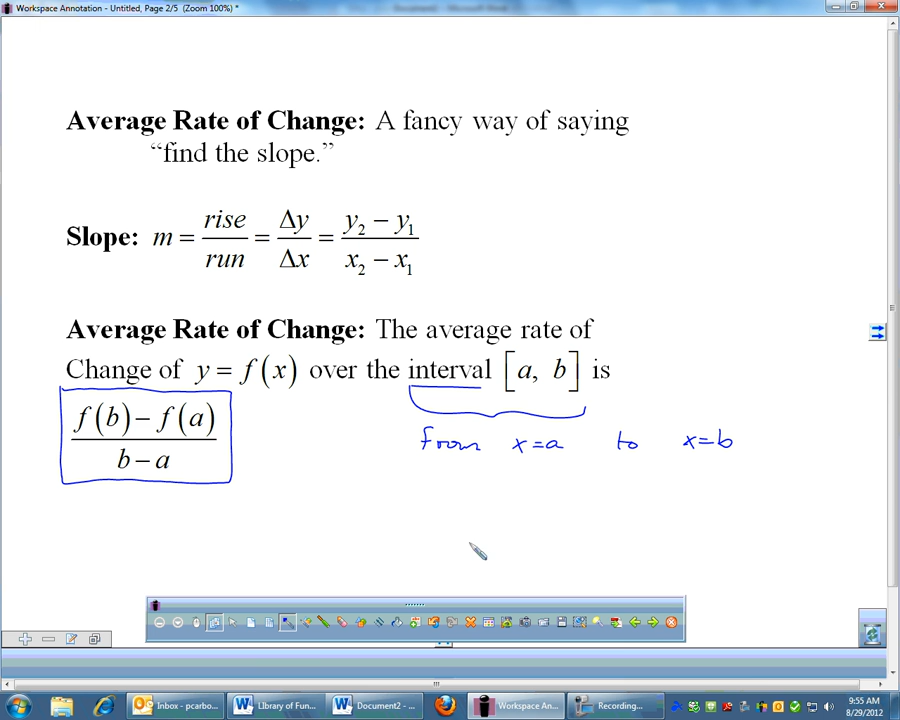 Workspace Annotation - Untitled, Page 2/5 (Zoom 100%) *
Average Rate of Change: A fancy way of saying
“find the slope.”
Slope: m = rise/run = Δy/Δx = (y₂ − y₁)/(x₂ − x₁)
Average Rate of Change: The average rate of
Change of y = f(x) over the interval [a, b] is
(f(b) − f(a))/(b − a)
from x=a to x=b
Inbox - pcarbo... LIbrary of Fun... Document2 - ... Workspace An... Recording...
9:55 AM
8/29/2012